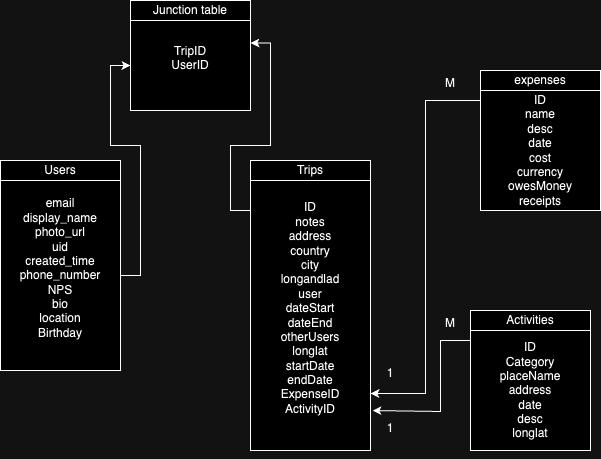 Junction table
TripID
UserID
Users
email
display_name
photo_url
uid
created_time
phone_number
NPS
bio
location
Birthday
Trips
ID
notes
address
country
city
longandlad
user
dateStart
dateEnd
otherUsers
longlat
startDate
endDate
ExpenseID
ActivityID
M
expenses
ID
name
desc
date
cost
currency
owesMoney
receipts
M
Activities
ID
Category
placeName
address
date
desc
longlat
1
1